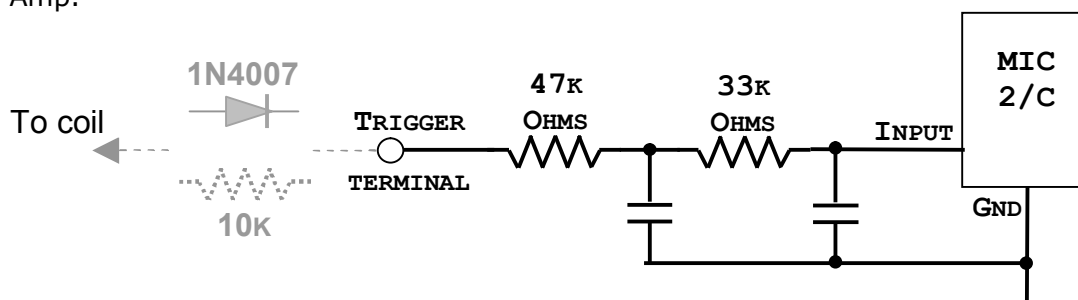 Amp.
1N4007
To coil
10K
TRIGGER
TERMINAL
47K
OHMS
33K
OHMS
INPUT
MIC
2/C
GND